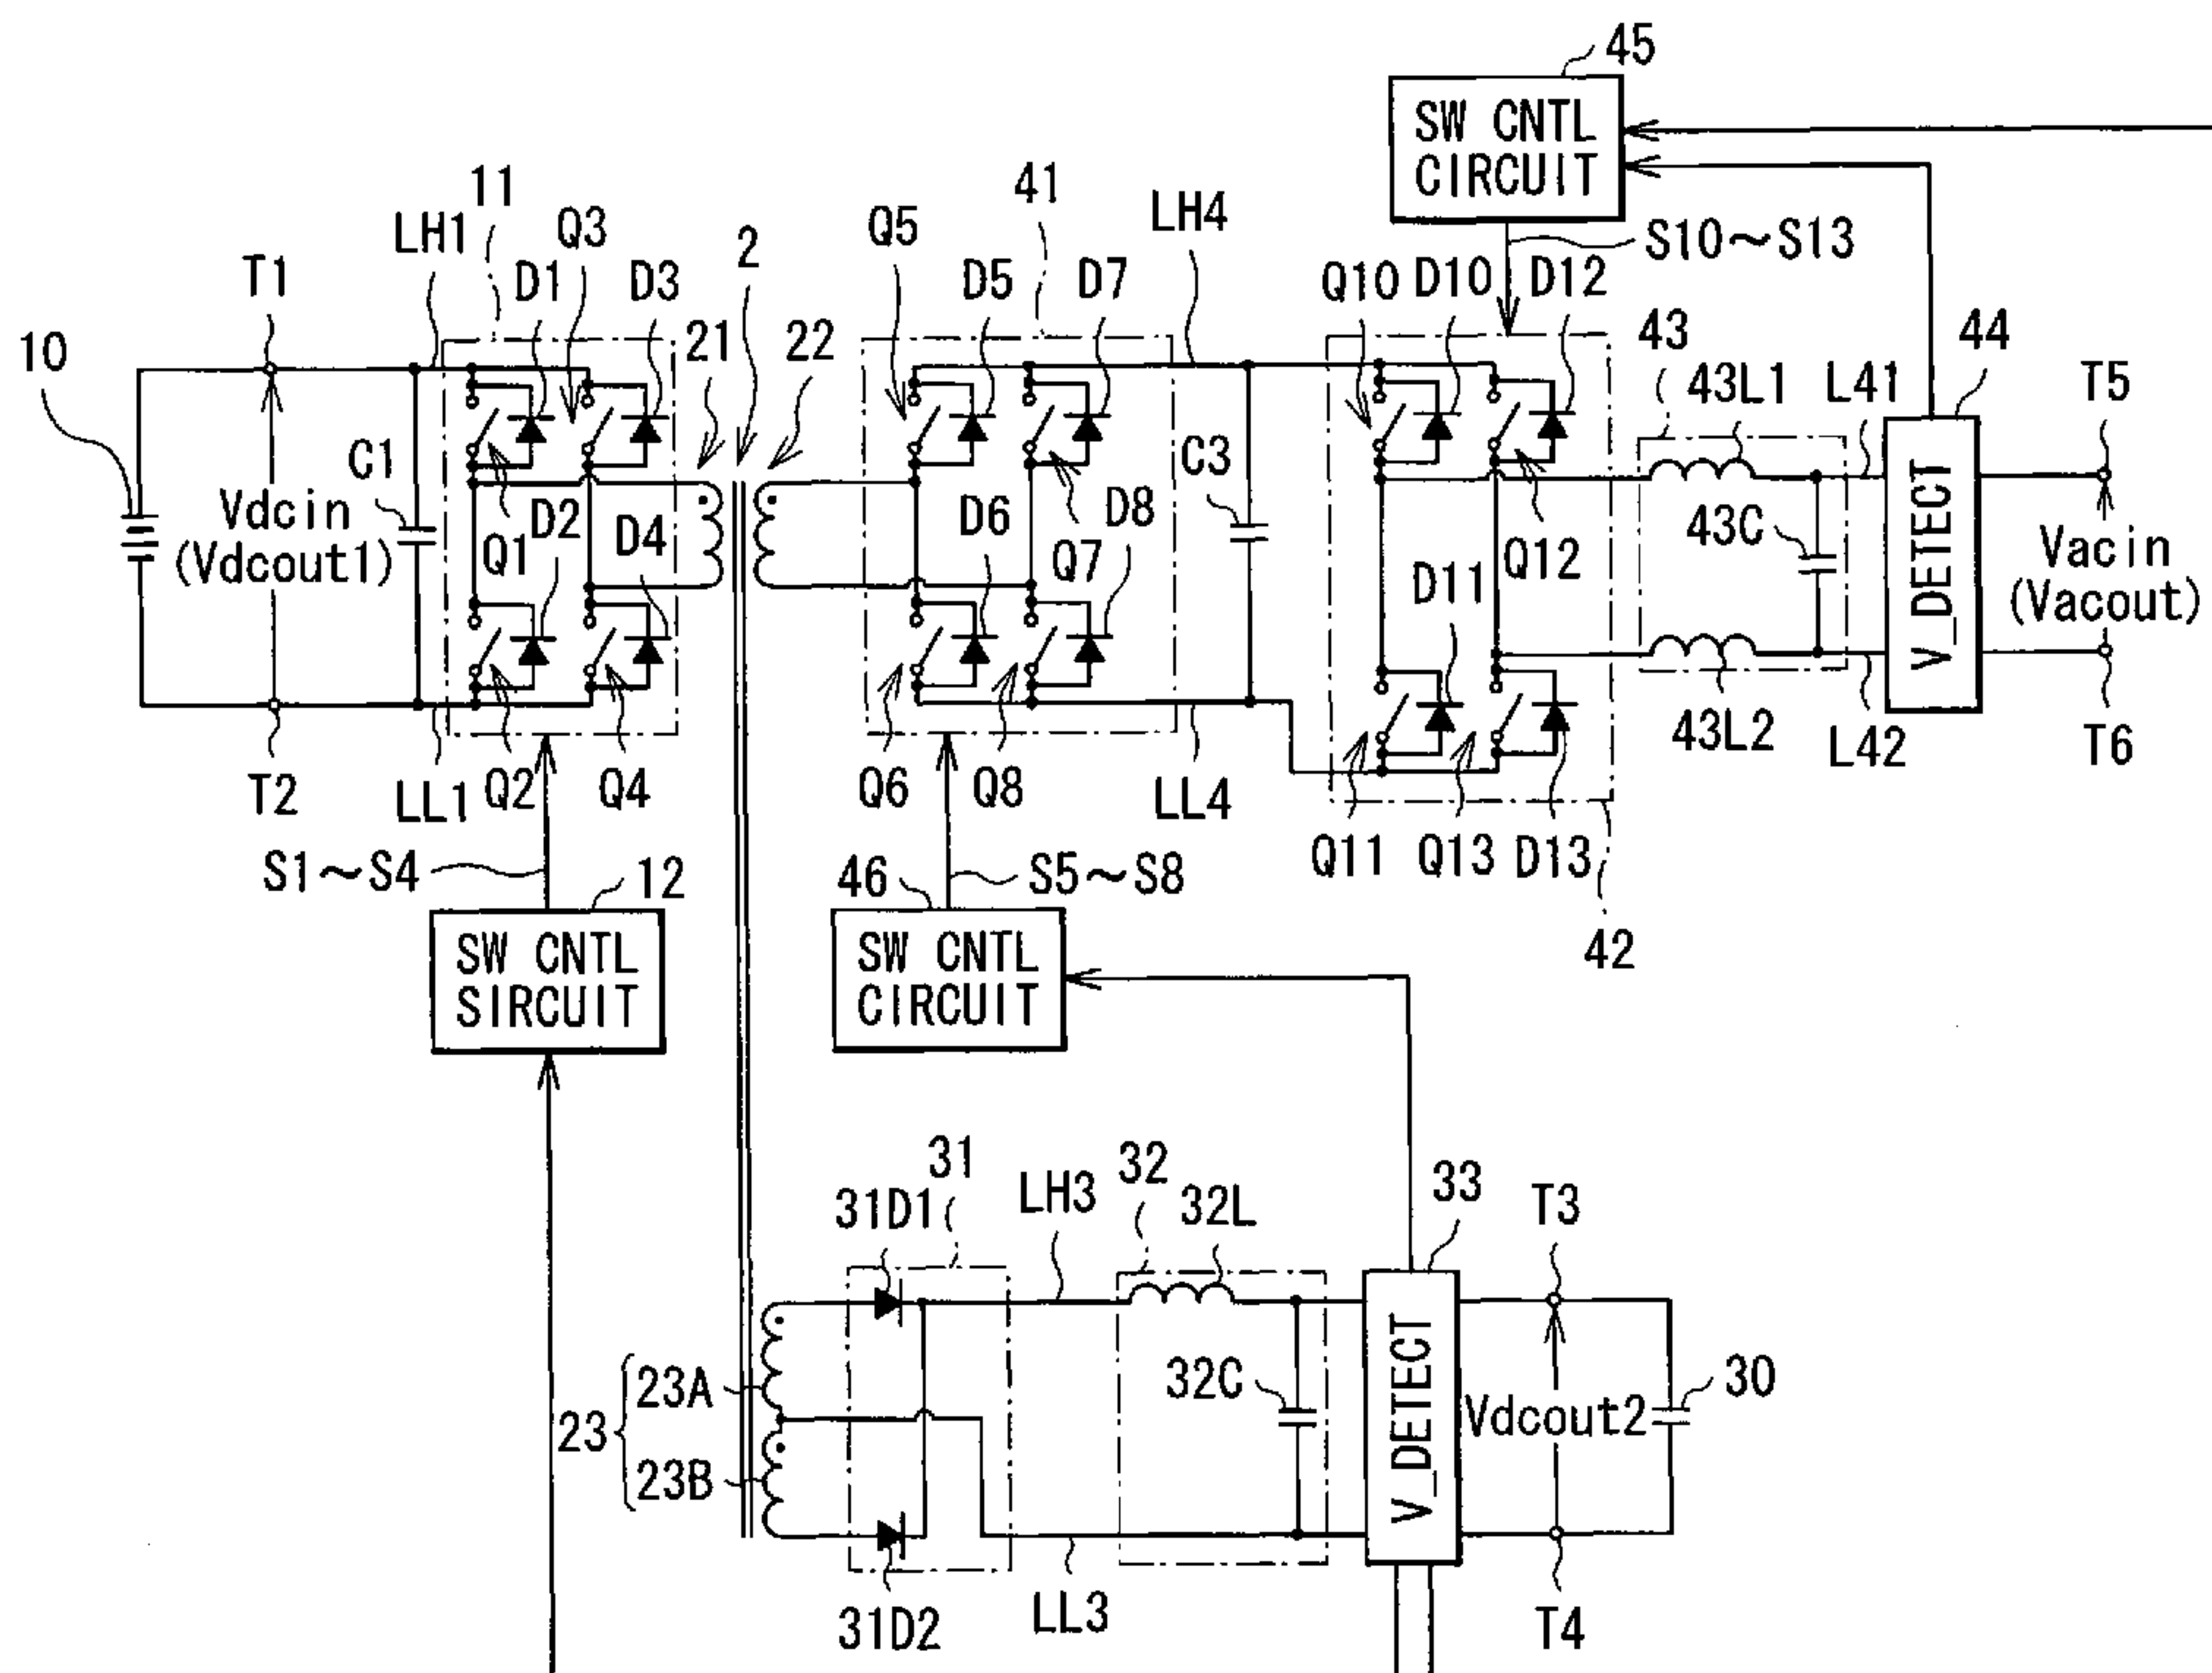 45
SW CNTL
CIRCUIT
S10~S13
11
LH1
Q3
D1
D3
2
21
22
T1
10
41
Q5
D5
D7
LH4
Q10
D10
D12
43
43L1
L41
44
T5
C1
Vdcin
(Vdcout1)
Q1
D2
D4
D6
D8
Q7
C3
D11
Q12
43C
V_DETECT
Vacin
(Vacout)
T2
LL1
Q2
Q4
Q6
Q8
LL4
43L2
L42
T6
Q11
Q13
D13
42
S1~S4
12
SW CNTL
SIRCUIT
46
S5~S8
SW CNTL
CIRCUIT
31
31D1
LH3
32
32L
33
T3
23
23A
23B
32C
V_DETECT
Vdcout2
30
31D2
LL3
T4